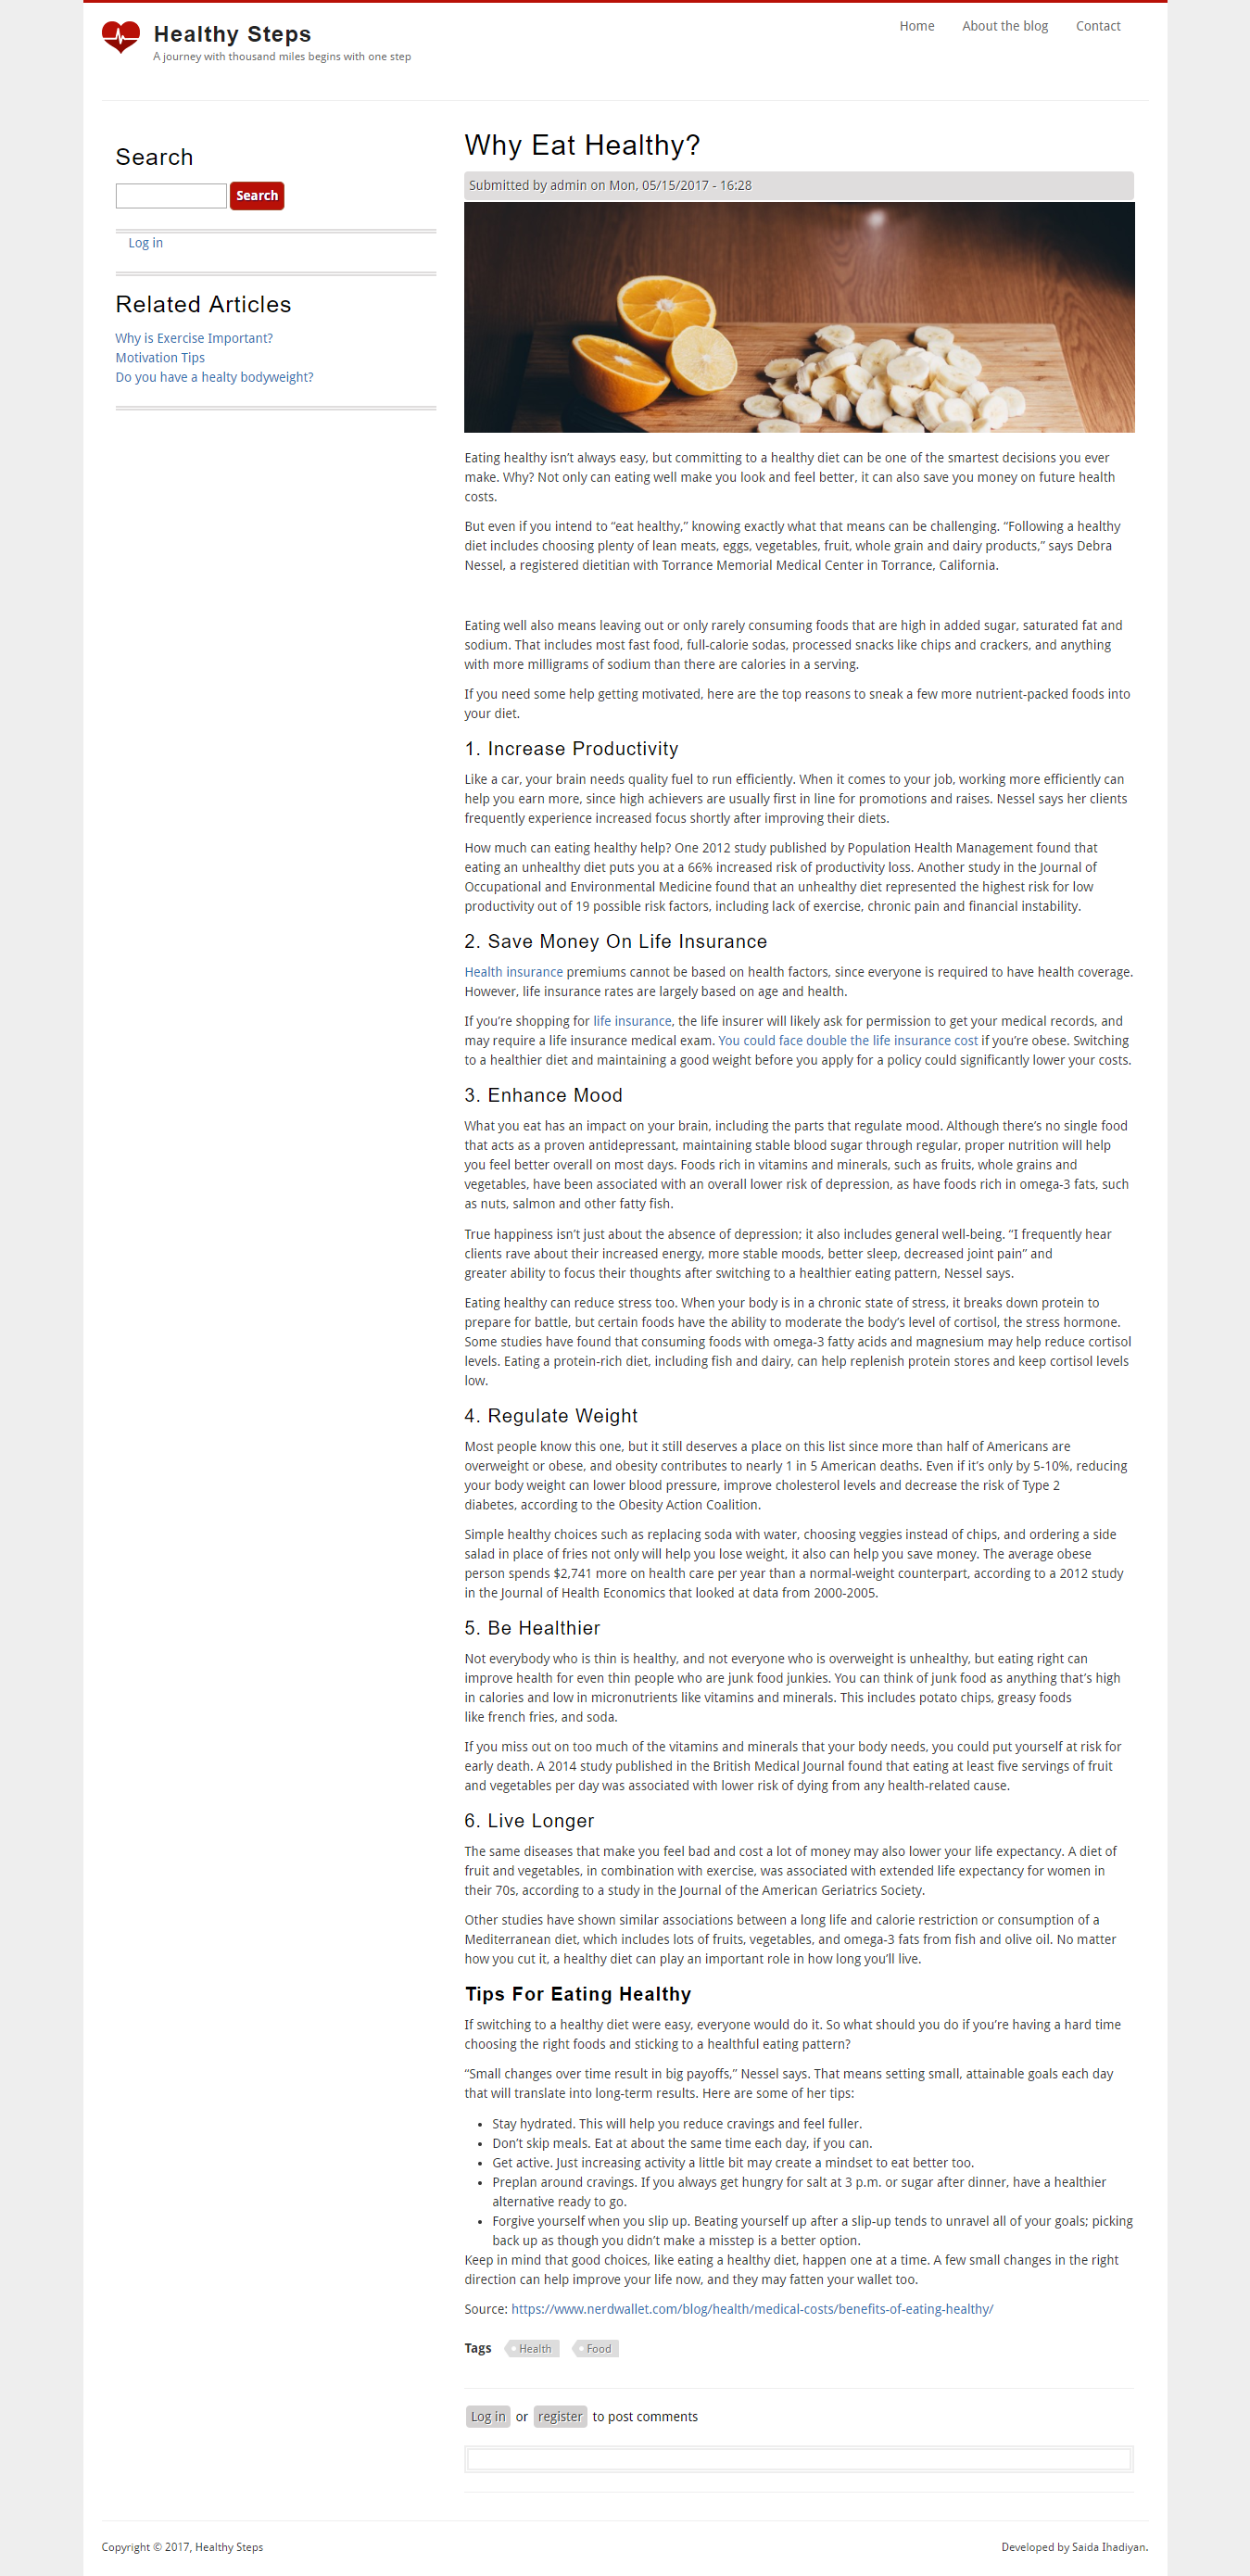 Healthy Steps
A journey with thousand miles begins with one step
Home
About the blog
Contact
Search
Search
Log in
Related Articles
Why is Exercise Important?
Motivation Tips
Do you have a healty bodyweight?
Why Eat Healthy?
Submitted by admin on Mon, 05/15/2017 - 16:28
Eating healthy isn’t always easy, but committing to a healthy diet can be one of the smartest decisions you ever
make. Why? Not only can eating well make you look and feel better, it can also save you money on future health
costs.
But even if you intend to “eat healthy,” knowing exactly what that means can be challenging. “Following a healthy
diet includes choosing plenty of lean meats, eggs, vegetables, fruit, whole grain and dairy products,” says Debra
Nessel, a registered dietitian with Torrance Memorial Medical Center in Torrance, California.
Eating well also means leaving out or only rarely consuming foods that are high in added sugar, saturated fat and
sodium. That includes most fast food, full-calorie sodas, processed snacks like chips and crackers, and anything
with more milligrams of sodium than there are calories in a serving.
If you need some help getting motivated, here are the top reasons to sneak a few more nutrient-packed foods into
your diet.
1. Increase Productivity
Like a car, your brain needs quality fuel to run efficiently. When it comes to your job, working more efficiently can
help you earn more, since high achievers are usually first in line for promotions and raises. Nessel says her clients
frequently experience increased focus shortly after improving their diets.
How much can eating healthy help? One 2012 study published by Population Health Management found that
eating an unhealthy diet puts you at a 66% increased risk of productivity loss. Another study in the Journal of
Occupational and Environmental Medicine found that an unhealthy diet represented the highest risk for low
productivity out of 19 possible risk factors, including lack of exercise, chronic pain and financial instability.
2. Save Money On Life Insurance
Health insurance premiums cannot be based on health factors, since everyone is required to have health coverage.
However, life insurance rates are largely based on age and health.
If you’re shopping for life insurance, the life insurer will likely ask for permission to get your medical records, and
may require a life insurance medical exam. You could face double the life insurance cost if you’re obese. Switching
to a healthier diet and maintaining a good weight before you apply for a policy could significantly lower your costs.
3. Enhance Mood
What you eat has an impact on your brain, including the parts that regulate mood. Although there’s no single food
that acts as a proven antidepressant, maintaining stable blood sugar through regular, proper nutrition will help
you feel better overall on most days. Foods rich in vitamins and minerals, such as fruits, whole grains and
vegetables, have been associated with an overall lower risk of depression, as have foods rich in omega-3 fats, such
as nuts, salmon and other fatty fish.
True happiness isn’t just about the absence of depression; it also includes general well-being. “I frequently hear
clients rave about their increased energy, more stable moods, better sleep, decreased joint pain” and
greater ability to focus their thoughts after switching to a healthier eating pattern, Nessel says.
Eating healthy can reduce stress too. When your body is in a chronic state of stress, it breaks down protein to
prepare for battle, but certain foods have the ability to moderate the body’s level of cortisol, the stress hormone.
Some studies have found that consuming foods with omega-3 fatty acids and magnesium may help reduce cortisol
levels. Eating a protein-rich diet, including fish and dairy, can help replenish protein stores and keep cortisol levels
low.
4. Regulate Weight
Most people know this one, but it still deserves a place on this list since more than half of Americans are
overweight or obese, and obesity contributes to nearly 1 in 5 American deaths. Even if it’s only by 5-10%, reducing
your body weight can lower blood pressure, improve cholesterol levels and decrease the risk of Type 2
diabetes, according to the Obesity Action Coalition.
Simple healthy choices such as replacing soda with water, choosing veggies instead of chips, and ordering a side
salad in place of fries not only will help you lose weight, it also can help you save money. The average obese
person spends $2,741 more on health care per year than a normal-weight counterpart, according to a 2012 study
in the Journal of Health Economics that looked at data from 2000-2005.
5. Be Healthier
Not everybody who is thin is healthy, and not everyone who is overweight is unhealthy, but eating right can
improve health for even thin people who are junk food junkies. You can think of junk food as anything that’s high
in calories and low in micronutrients like vitamins and minerals. This includes potato chips, greasy foods
like french fries, and soda.
If you miss out on too much of the vitamins and minerals that your body needs, you could put yourself at risk for
early death. A 2014 study published in the British Medical Journal found that eating at least five servings of fruit
and vegetables per day was associated with lower risk of dying from any health-related cause.
6. Live Longer
The same diseases that make you feel bad and cost a lot of money may also lower your life expectancy. A diet of
fruit and vegetables, in combination with exercise, was associated with extended life expectancy for women in
their 70s, according to a study in the Journal of the American Geriatrics Society.
Other studies have shown similar associations between a long life and calorie restriction or consumption of a
Mediterranean diet, which includes lots of fruits, vegetables, and omega-3 fats from fish and olive oil. No matter
how you cut it, a healthy diet can play an important role in how long you’ll live.
Tips For Eating Healthy
If switching to a healthy diet were easy, everyone would do it. So what should you do if you’re having a hard time
choosing the right foods and sticking to a healthful eating pattern?
“Small changes over time result in big payoffs,” Nessel says. That means setting small, attainable goals each day
that will translate into long-term results. Here are some of her tips:
• Stay hydrated. This will help you reduce cravings and feel fuller.
• Don’t skip meals. Eat at about the same time each day, if you can.
• Get active. Just increasing activity a little bit may create a mindset to eat better too.
• Preplan around cravings. If you always get hungry for salt at 3 p.m. or sugar after dinner, have a healthier
alternative ready to go.
• Forgive yourself when you slip up. Beating yourself up after a slip-up tends to unravel all of your goals; picking
back up as though you didn’t make a misstep is a better option.
Keep in mind that good choices, like eating a healthy diet, happen one at a time. A few small changes in the right
direction can help improve your life now, and they may fatten your wallet too.
Source: https://www.nerdwallet.com/blog/health/medical-costs/benefits-of-eating-healthy/
Tags Health Food
Log in or register to post comments
Copyright © 2017, Healthy Steps
Developed by Saida Ihadiyan.